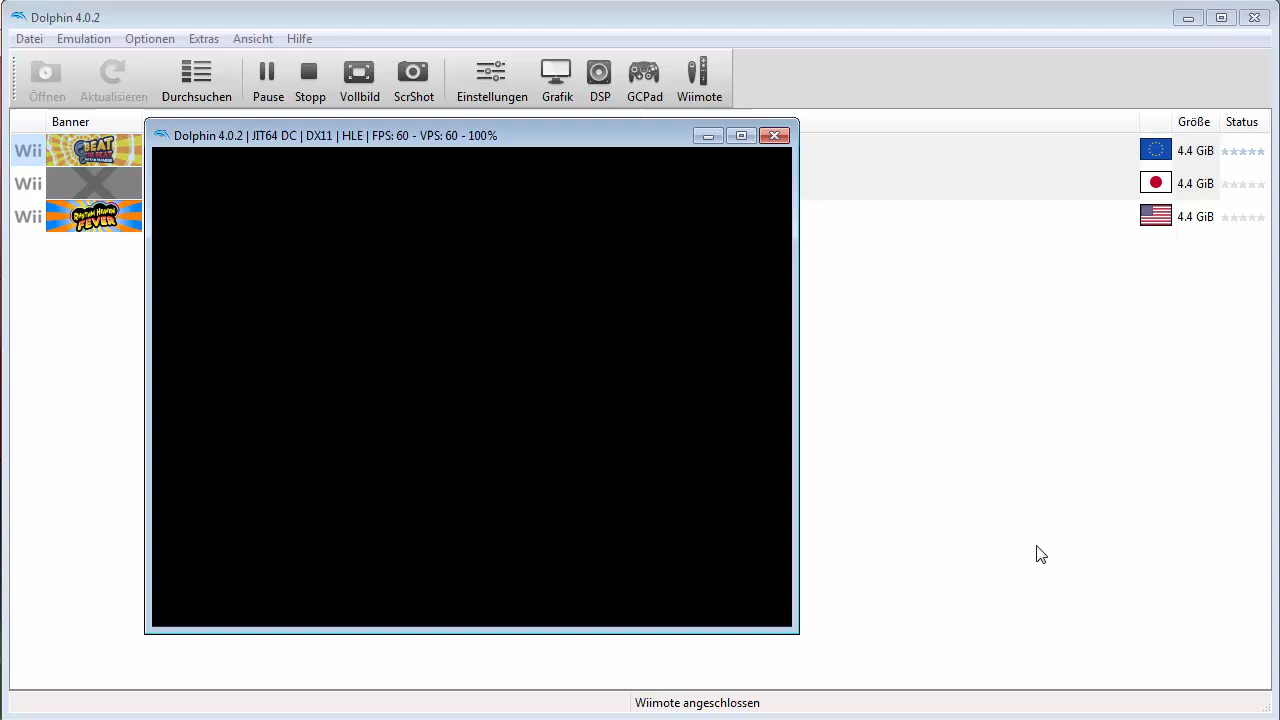 Dolphin 4.0.2
Datei Emulation Optionen Extras Ansicht Hilfe
Öffnen Aktualisieren Durchsuchen Pause Stopp Vollbild ScrShot Einstellungen Grafik DSP GCPad Wiimote
Banner Größe Status
Dolphin 4.0.2 | JIT64 DC | DX11 | HLE | FPS: 60 - VPS: 60 - 100%
Wii BEAT THE BEAT 4.4 GiB
Wii 4.4 GiB
Wii RHYTHM HEAVEN FEVER 4.4 GiB
Wiimote angeschlossen